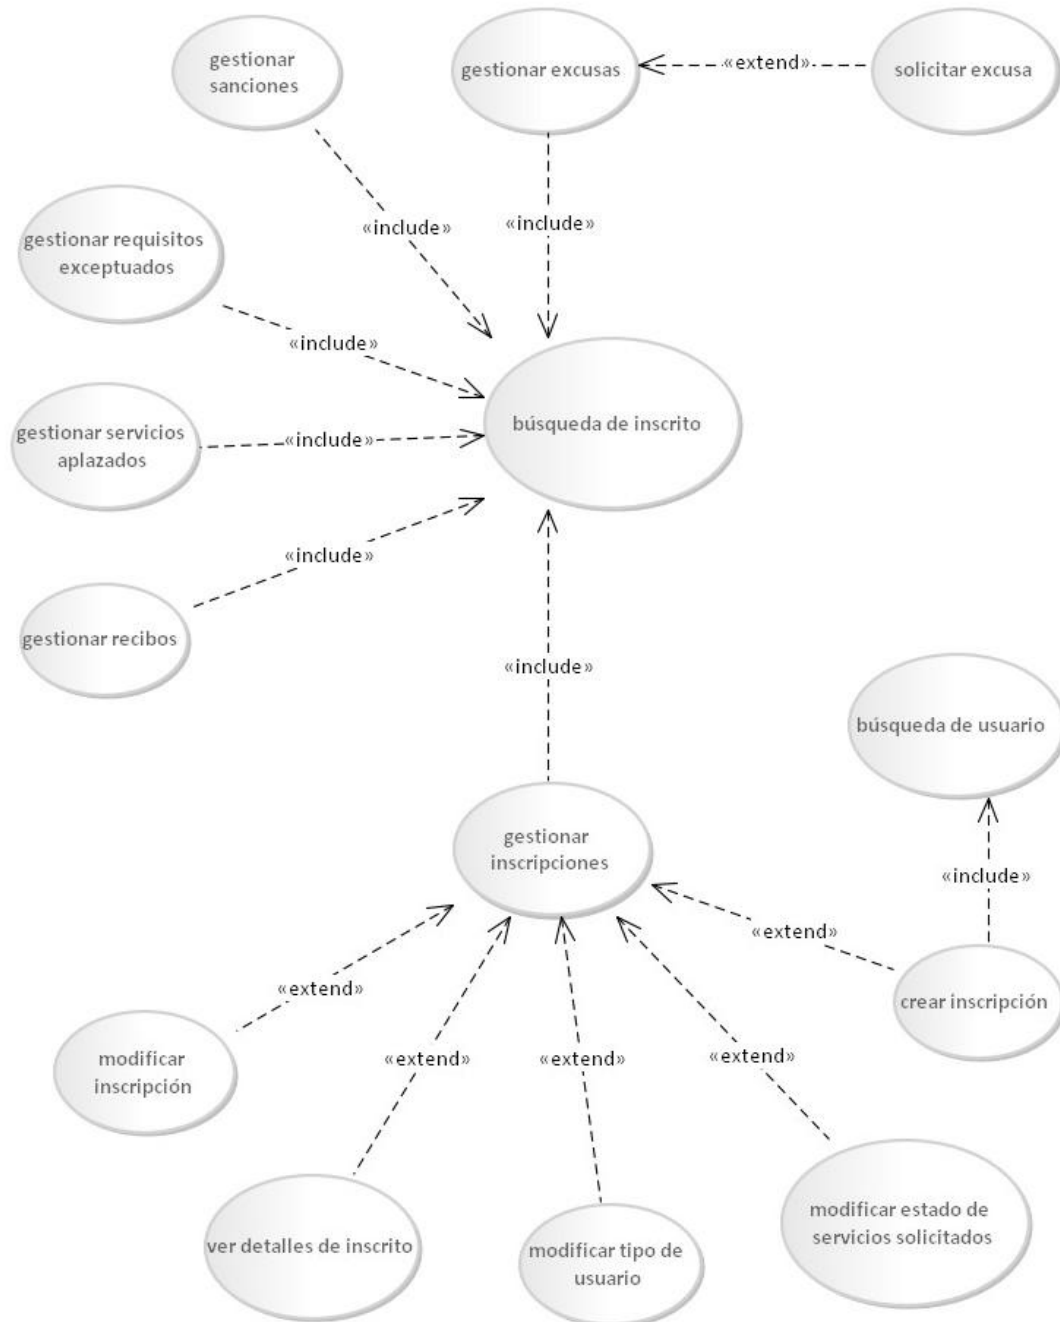 gestionar
sanciones
gestionar excusas
«extend»
solicitar excusa
«include»
«include»
gestionar requisitos
exceptuados
«include»
búsqueda de inscrito
gestionar servicios
aplazados
«include»
«include»
gestionar recibos
«include»
búsqueda de usuario
gestionar
inscripciones
«include»
«extend»
crear inscripción
«extend»
modificar
inscripción
«extend»
«extend»
«extend»
ver detalles de inscrito
modificar tipo de
usuario
modificar estado de
servicios solicitados